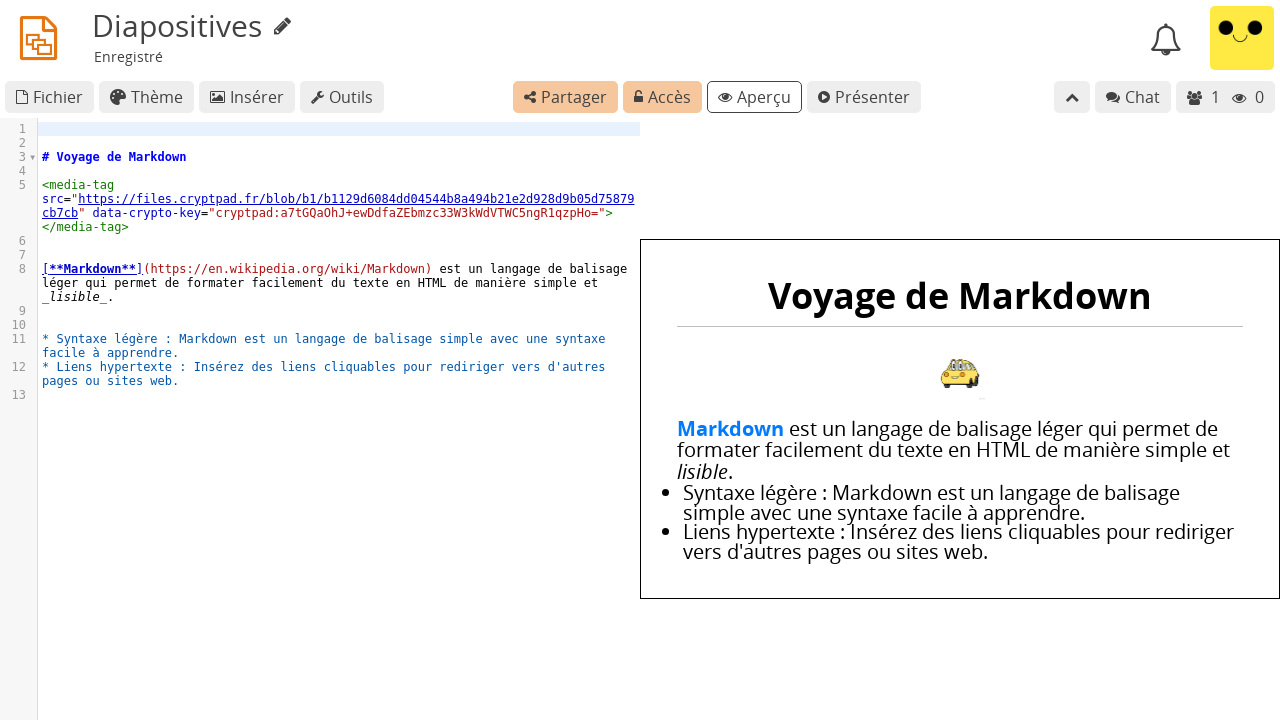 Diapositives
Enregistré
Fichier Thème Insérer Outils Partager Accès Aperçu Présenter Chat 1 0
1
2
3 # Voyage de Markdown
4
5 <media-tag
src="https://files.cryptpad.fr/blob/b1/b1129d6084dd04544b8a494b21e2d928d9b05d75879
cb7cb" data-crypto-key="cryptpad:a7tGQaOhJ+ewDdfaZEbmzc33W3kWdVTWC5ngR1qzpHo=">
</media-tag>
6
7
8 [**Markdown**](https://en.wikipedia.org/wiki/Markdown) est un langage de balisage
léger qui permet de formater facilement du texte en HTML de manière simple et
_lisible_.
9
10
11 * Syntaxe légère : Markdown est un langage de balisage simple avec une syntaxe
facile à apprendre.
12 * Liens hypertexte : Insérez des liens cliquables pour rediriger vers d'autres
pages ou sites web.
13
Voyage de Markdown
Markdown est un langage de balisage léger qui permet de
formater facilement du texte en HTML de manière simple et
lisible.
• Syntaxe légère : Markdown est un langage de balisage
simple avec une syntaxe facile à apprendre.
• Liens hypertexte : Insérez des liens cliquables pour rediriger
vers d'autres pages ou sites web.